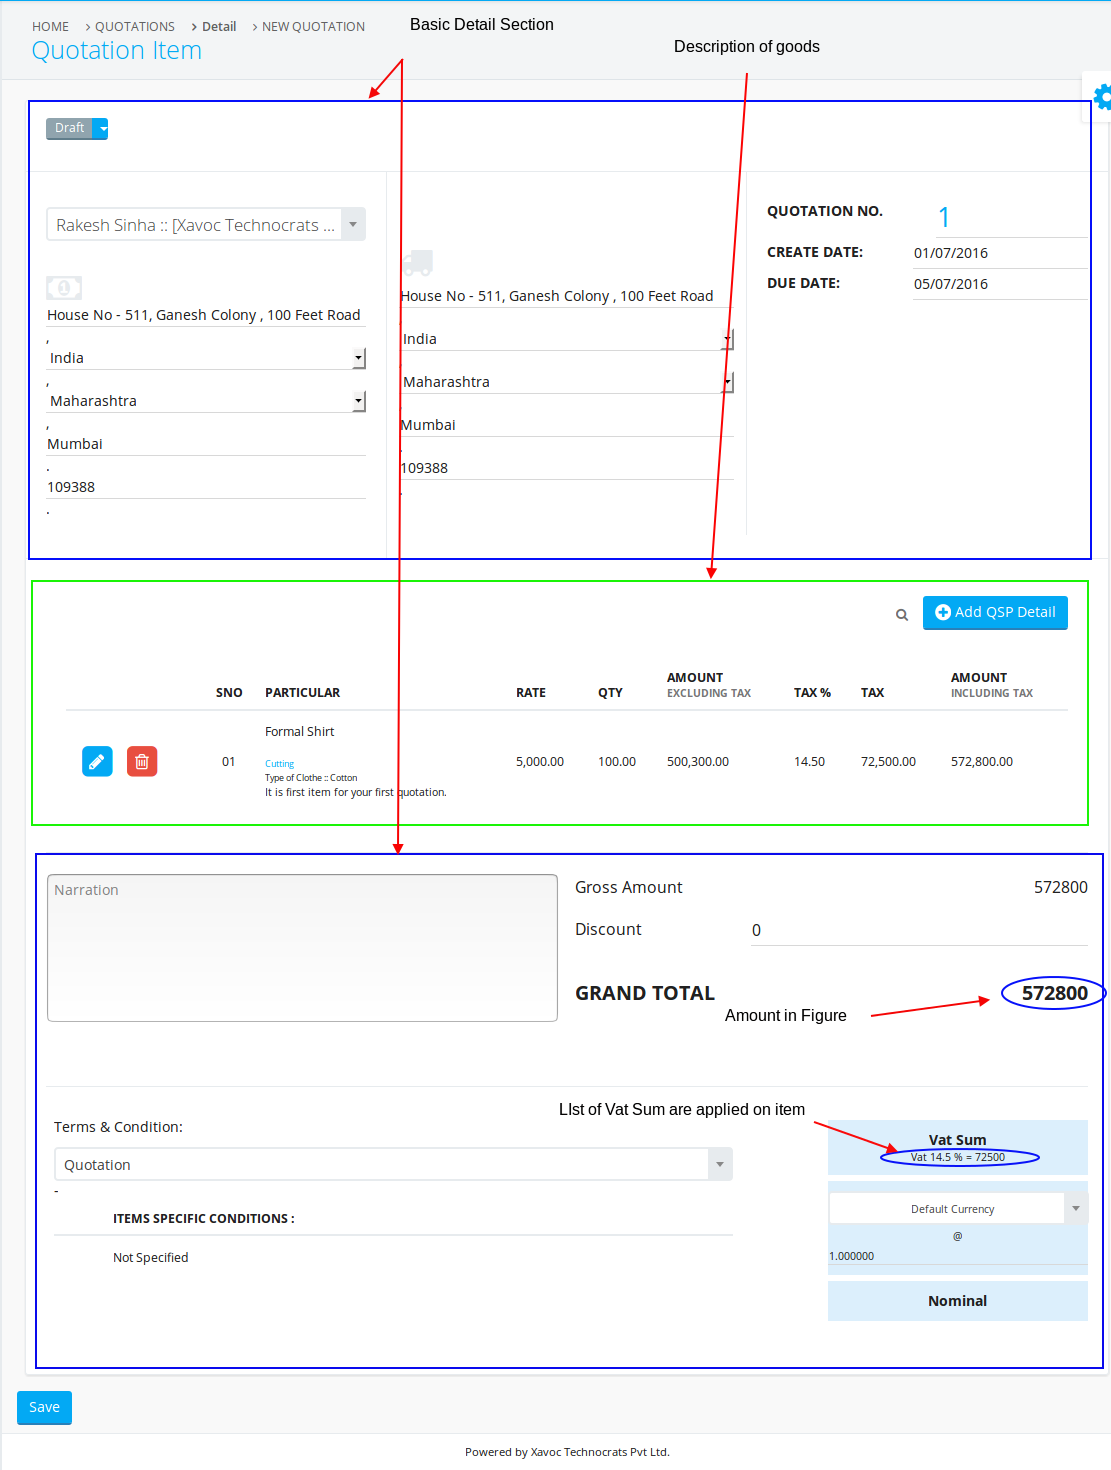 Basic Detail Section
Description of goods
HOME > QUOTATIONS > Detail > NEW QUOTATION
Quotation Item
Draft
Rakesh Sinha :: [Xavoc Technocrats ...
House No - 511, Ganesh Colony , 100 Feet Road
,
India
,
Maharashtra
,
Mumbai
.
109388
.
House No - 511, Ganesh Colony , 100 Feet Road
India
Maharashtra
Mumbai
.
109388
.
QUOTATION NO. 1
CREATE DATE: 01/07/2016
DUE DATE: 05/07/2016
Add QSP Detail
SNO PARTICULAR RATE QTY AMOUNT EXCLUDING TAX TAX % TAX AMOUNT INCLUDING TAX
Formal Shirt
01 5,000.00 100.00 500,300.00 14.50 72,500.00 572,800.00
Cutting
Type of Clothe :: Cotton
It is first item for your first quotation.
Narration
Gross Amount 572800
Discount 0
GRAND TOTAL 572800
Amount in Figure
LIst of Vat Sum are applied on item
Terms & Condition:
Quotation
-
ITEMS SPECIFIC CONDITIONS :
Not Specified
Vat Sum
Vat 14.5 % = 72500
Default Currency
@
1.000000
Nominal
Save
Powered by Xavoc Technocrats Pvt Ltd.